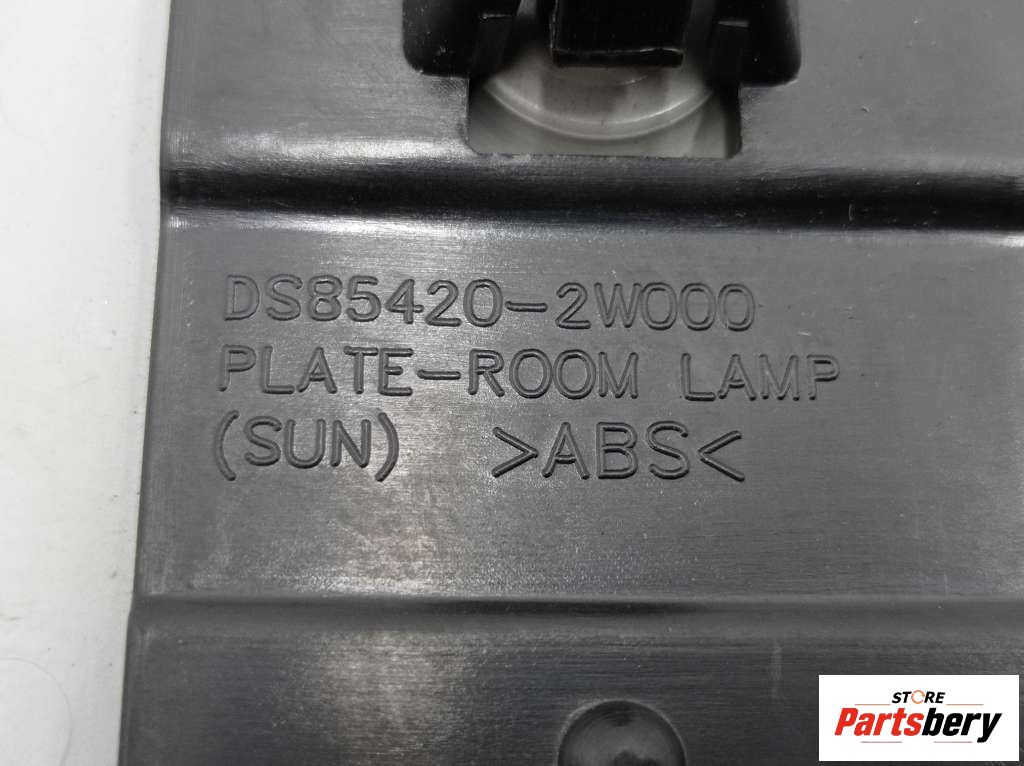 DS85420-2W000
PLATE-ROOM LAMP
(SUN) >ABS<
STORE
Partsbery